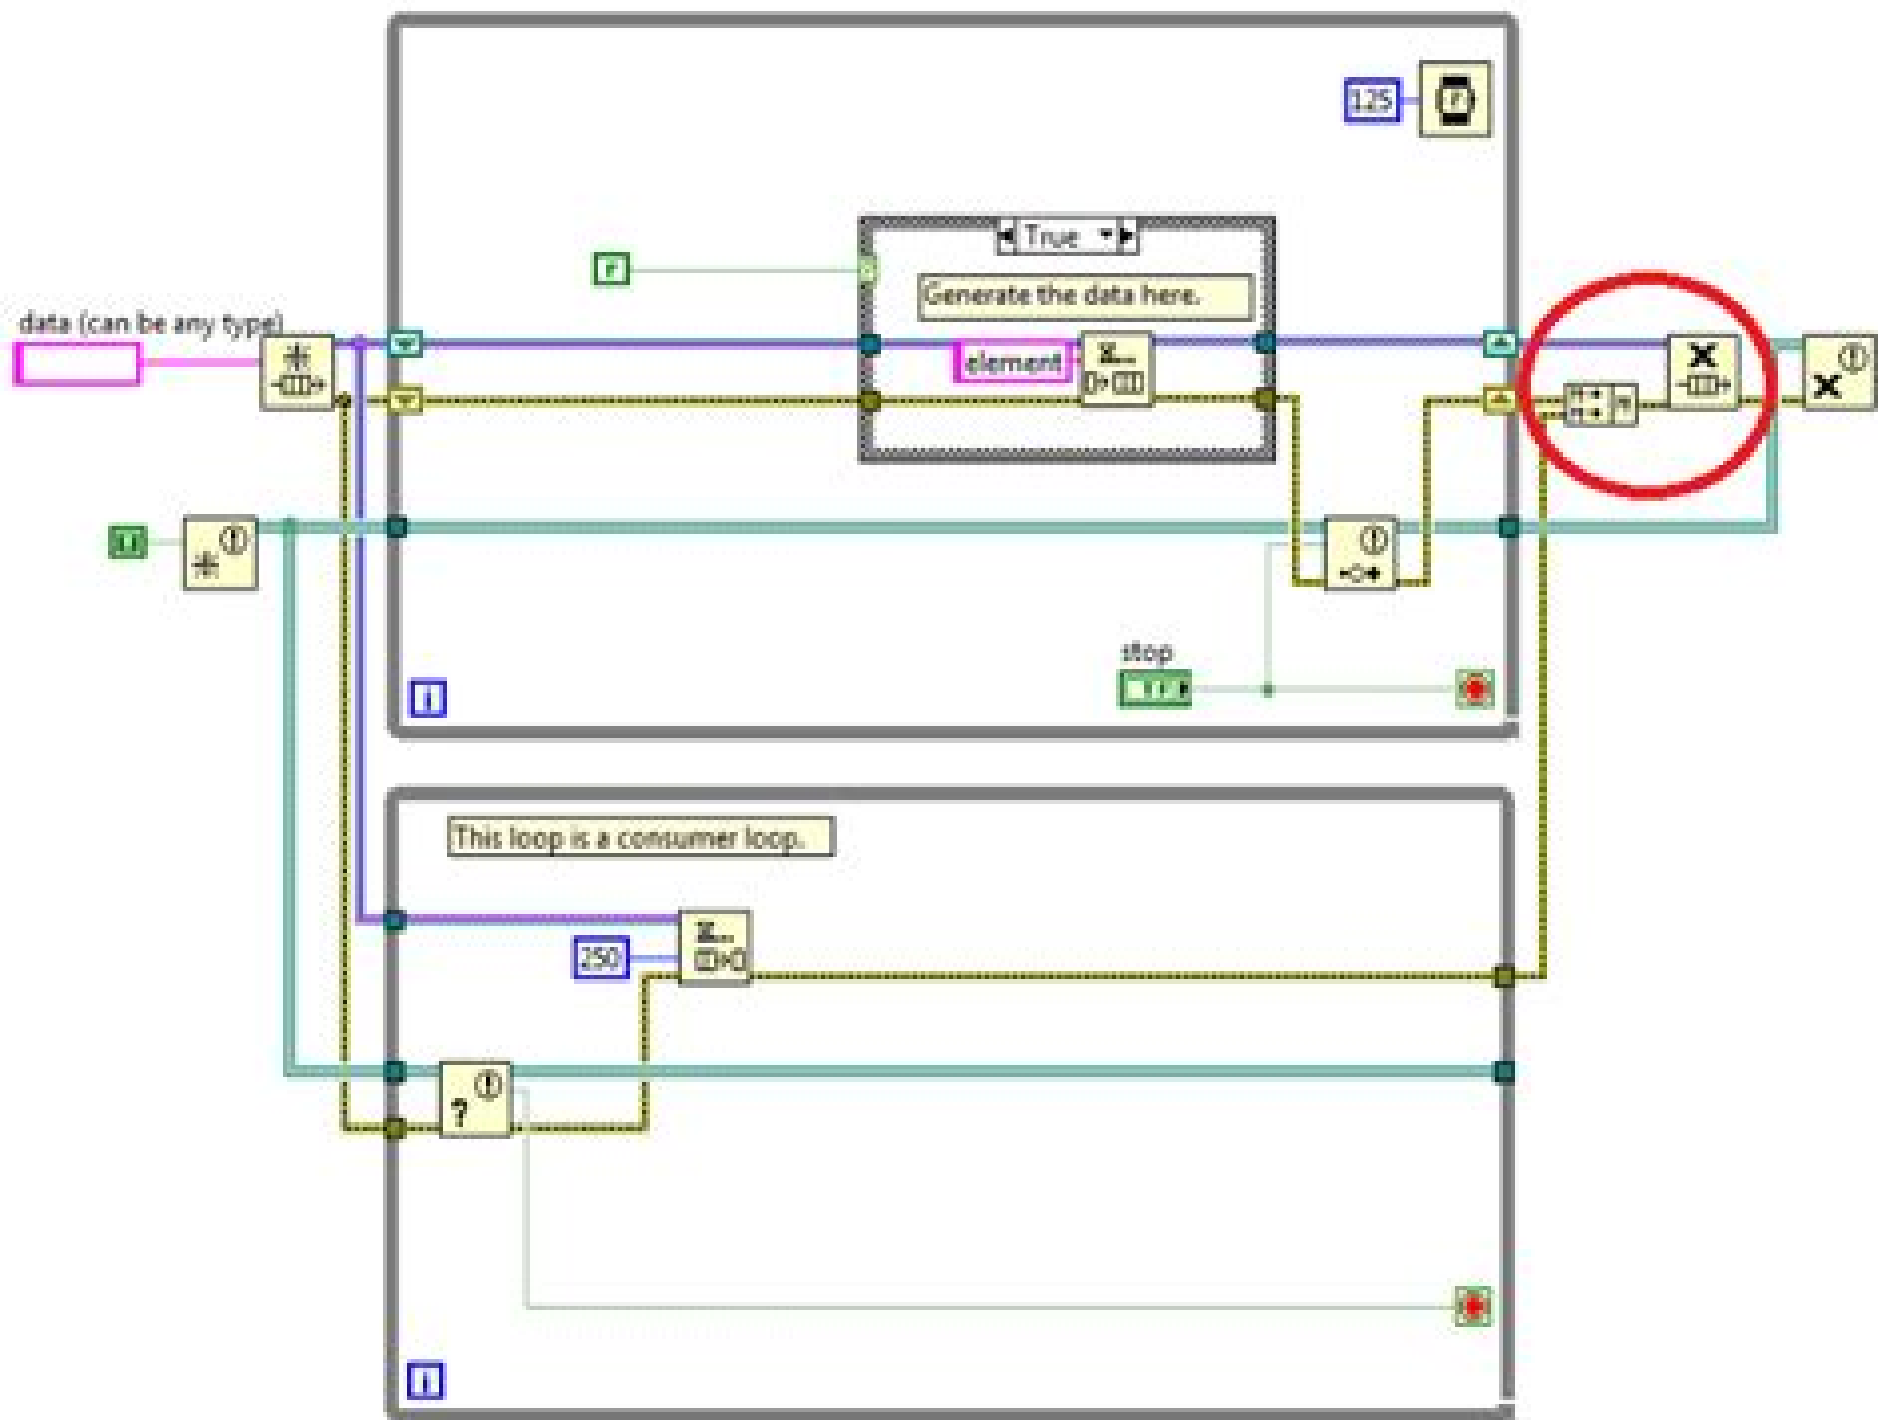 125
True
Generate the data here.
data (can be any type)
element
stop
i
This loop is a consumer loop.
250
?
i